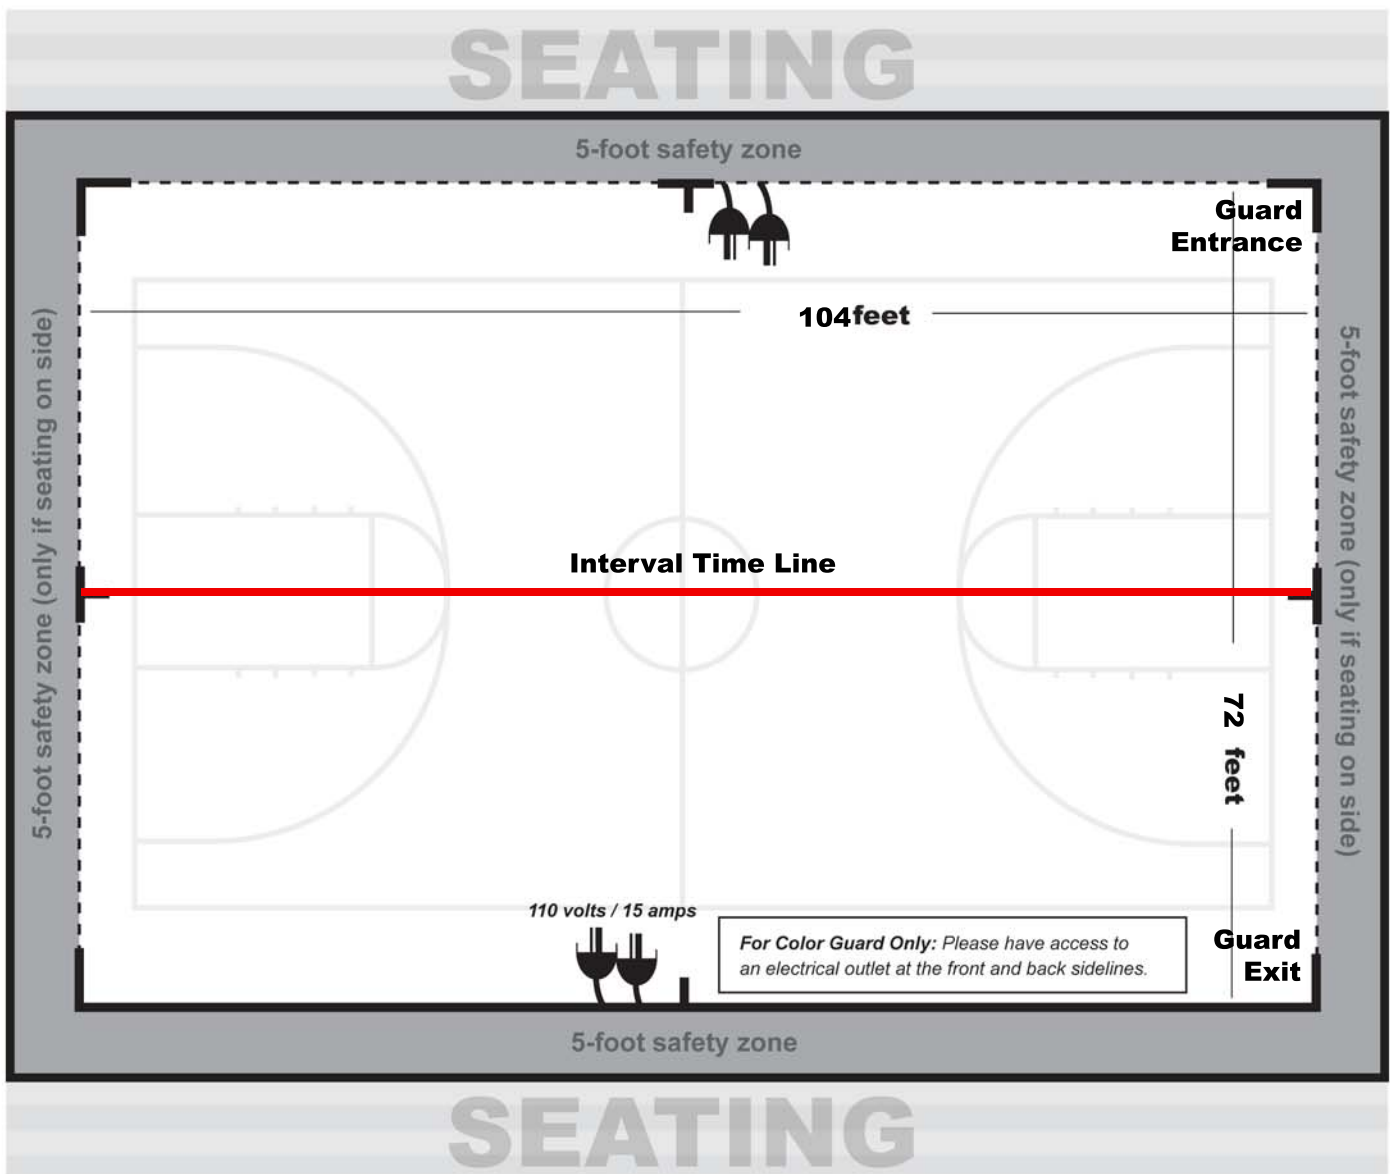 SEATING
5-foot safety zone
Guard
Entrance
104 feet
5-foot safety zone (only if seating on side)
5-foot safety zone (only if seating on side)
Interval Time Line
72 feet
110 volts / 15 amps
For Color Guard Only: Please have access to
an electrical outlet at the front and back sidelines.
Guard
Exit
5-foot safety zone
SEATING